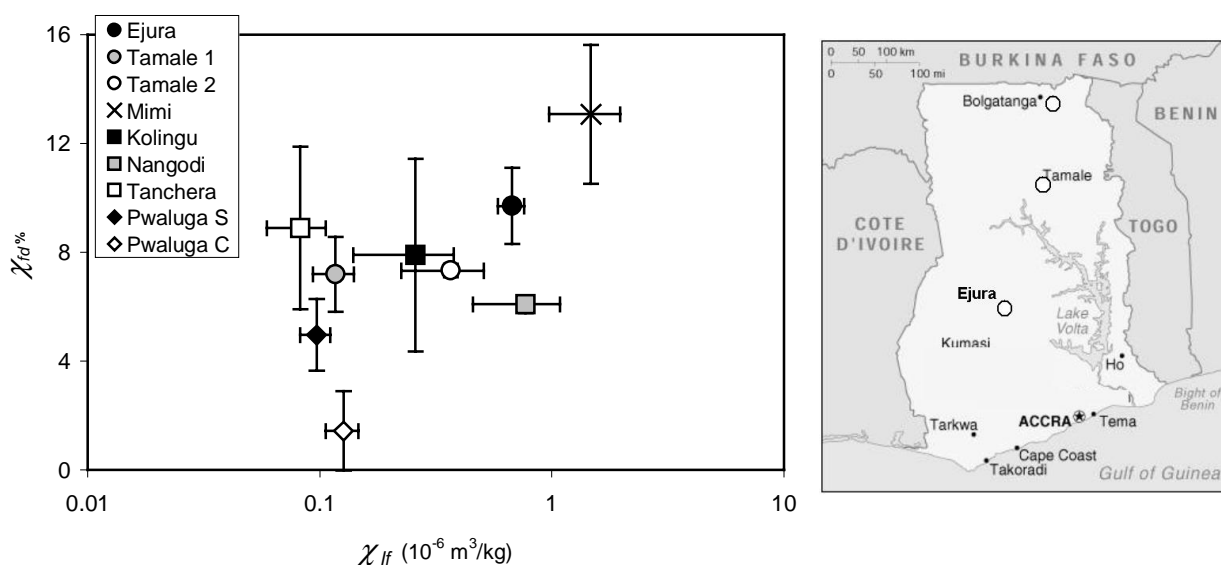 16
12
8
4
0
χfd%
Ejura
Tamale 1
Tamale 2
Mimi
Kolingu
Nangodi
Tanchera
Pwaluga S
Pwaluga C
0.01
0.1
1
10
χlf (10-6 m3/kg)
0 50 100 km
0 50 100 mi
BURKINA FASO
Bolgatanga
BENIN
Tamale
COTE
D'IVOIRE
TOGO
Ejura
Lake
Volta
Kumasi
Ho
Bight of
Benin
ACCRA
Tema
Tarkwa
Cape Coast
Takoradi
Gulf of Guinea